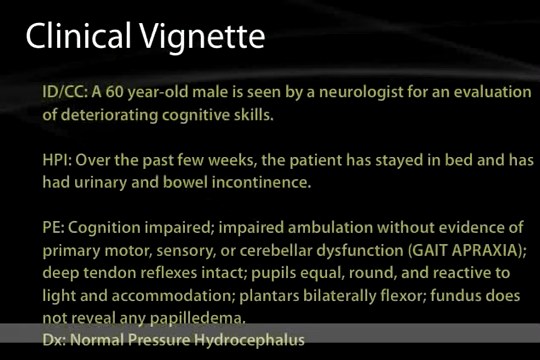 Clinical Vignette
ID/CC: A 60 year-old male is seen by a neurologist for an evaluation
of deteriorating cognitive skills.
HPI: Over the past few weeks, the patient has stayed in bed and has
had urinary and bowel incontinence.
PE: Cognition impaired; impaired ambulation without evidence of
primary motor, sensory, or cerebellar dysfunction (GAIT APRAXIA);
deep tendon reflexes intact; pupils equal, round, and reactive to
light and accommodation; plantars bilaterally flexor; fundus does
not reveal any papilledema.
Dx: Normal Pressure Hydrocephalus